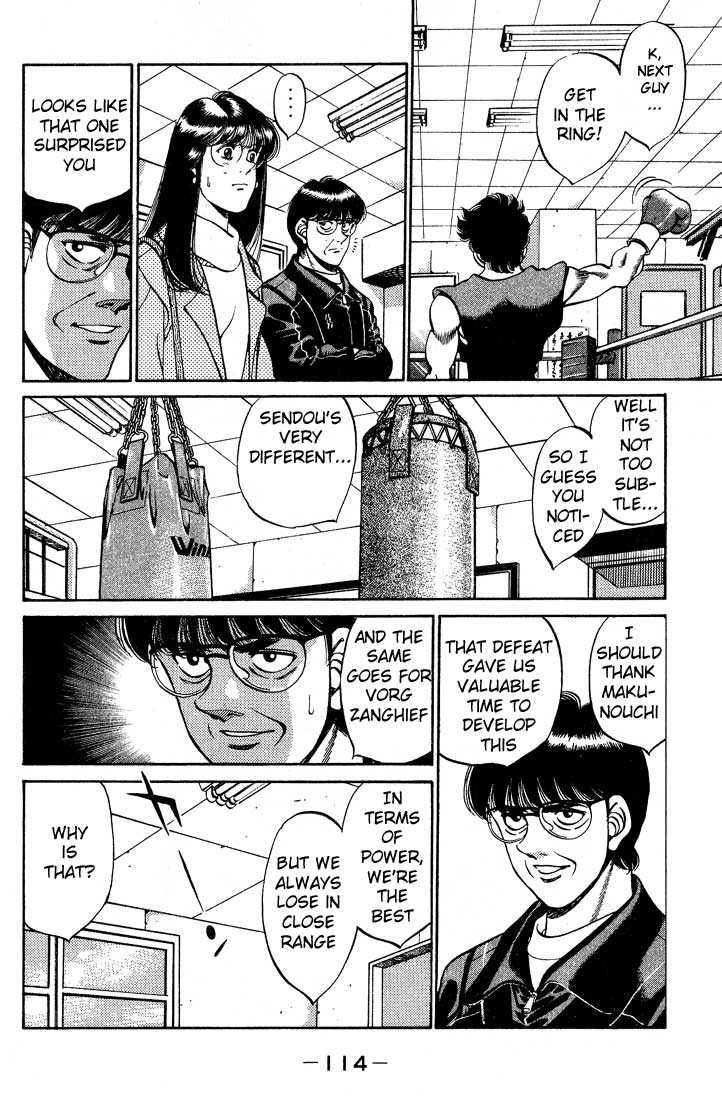 K,
NEXT
GUY
...
GET
IN THE
RING!
...
LOOKS LIKE
THAT ONE
SURPRISED
YOU
WELL
IT'S
NOT
TOO
SUB-
TLE...
SO I
GUESS
YOU
NOTI-
CED
SENDOU'S
VERY
DIFFERENT...
Winn
I
SHOULD
THANK
MAKU-
NOUCHI
THAT DEFEAT
GAVE US
VALUABLE
TIME TO
DEVELOP
THIS
AND THE
SAME
GOES FOR
VORG
ZANGHIEF
IN
TERMS
OF
POWER,
WE'RE
THE
BEST
BUT WE
ALWAYS
LOSE IN
CLOSE
RANGE
WHY
IS
THAT?
-114-